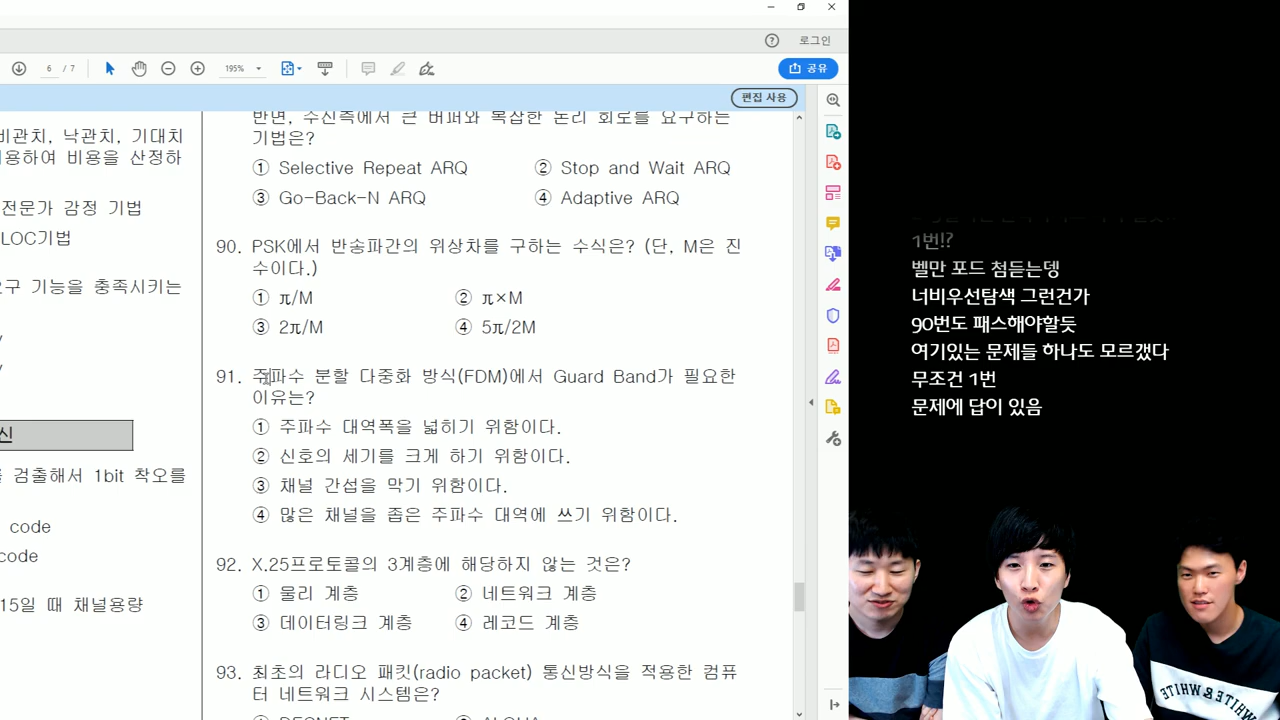 로그인
6 / 7
195%
공유
편집 사용
비관치, 낙관치, 기대치
용하여 비용을 산정하
전문가 감정 기법
LOC기법
구 기능을 충족시키는
신
검출해서 1bit 착오를
code
code
15일 때 채널용량
반면, 수신측에서 큰 버퍼와 복잡한 논리 회로를 요구하는
기법은?
① Selective Repeat ARQ ② Stop and Wait ARQ
③ Go-Back-N ARQ ④ Adaptive ARQ
90. PSK에서 반송파간의 위상차를 구하는 수식은? (단, M은 진
수이다.)
① π/M ② π×M
③ 2π/M ④ 5π/2M
91. 주파수 분할 다중화 방식(FDM)에서 Guard Band가 필요한
이유는?
① 주파수 대역폭을 넓히기 위함이다.
② 신호의 세기를 크게 하기 위함이다.
③ 채널 간섭을 막기 위함이다.
④ 많은 채널을 좁은 주파수 대역에 쓰기 위함이다.
92. X.25프로토콜의 3계층에 해당하지 않는 것은?
① 물리 계층 ② 네트워크 계층
③ 데이터링크 계층 ④ 레코드 계층
93. 최초의 라디오 패킷(radio packet) 통신방식을 적용한 컴퓨
터 네트워크 시스템은?
① DECNET ② ALOHA
1번!?
벨만 포드 첨듣는뎅
너비우선탐색 그런건가
90번도 패스해야할듯
여기있는 문제들 하나도 모르갰다
무조건 1번
문제에 답이 있음
WHITE&WHITE